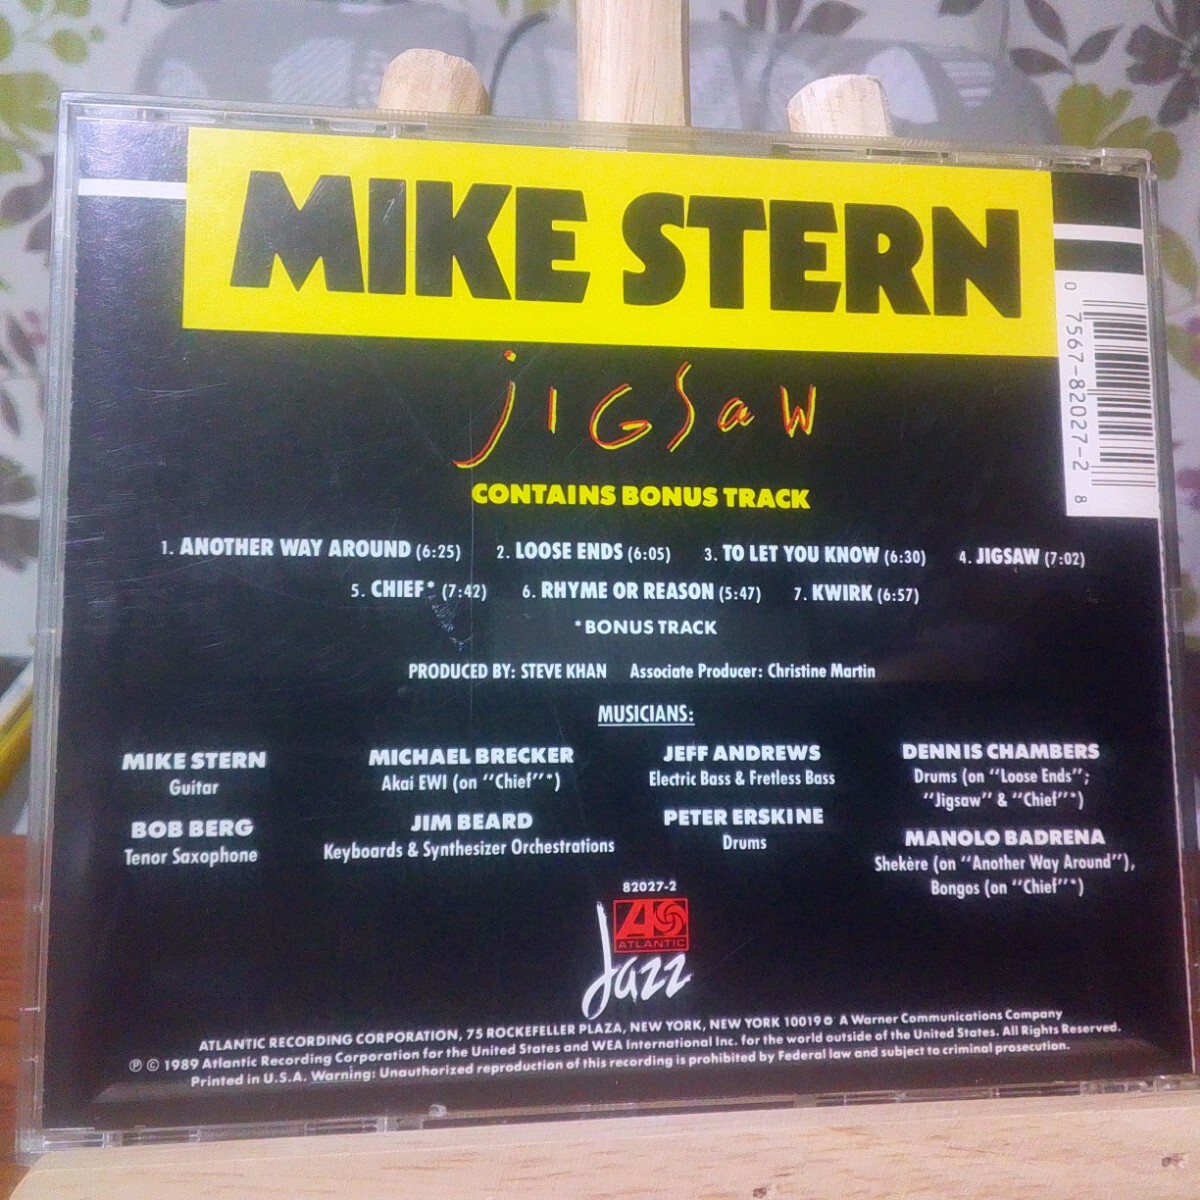 MIKE STERN
jIGSaW
CONTAINS BONUS TRACK
1. ANOTHER WAY AROUND (6:25) 2. LOOSE ENDS (6:05) 3. TO LET YOU KNOW (6:30) 4. JIGSAW (7:02)
5. CHIEF* (7:42) 6. RHYME OR REASON (5:47) 7. KWIRK (6:57)
*BONUS TRACK
PRODUCED BY: STEVE KHAN Associate Producer: Christine Martin
MUSICIANS:
MIKE STERN
Guitar
BOB BERG
Tenor Saxophone
MICHAEL BRECKER
Akai EWI (on "Chief"*)
JIM BEARD
Keyboards & Synthesizer Orchestrations
JEFF ANDREWS
Electric Bass & Fretless Bass
PETER ERSKINE
Drums
DENNIS CHAMBERS
Drums (on "Loose Ends";
"Jigsaw" & "Chief"*)
MANOLO BADRENA
Shekère (on "Another Way Around"),
Bongos (on "Chief"*)
82027-2
ATLANTIC
Jazz
ATLANTIC RECORDING CORPORATION, 75 ROCKEFELLER PLAZA, NEW YORK, NEW YORK 10019 A Warner Communications Company
℗ © 1989 Atlantic Recording Corporation for the United States and WEA International Inc. for the world outside of the United States. All Rights Reserved.
Printed in U.S.A. Warning: Unauthorized reproduction of this recording is prohibited by Federal law and subject to criminal prosecution.
0 7567-82027-2 8